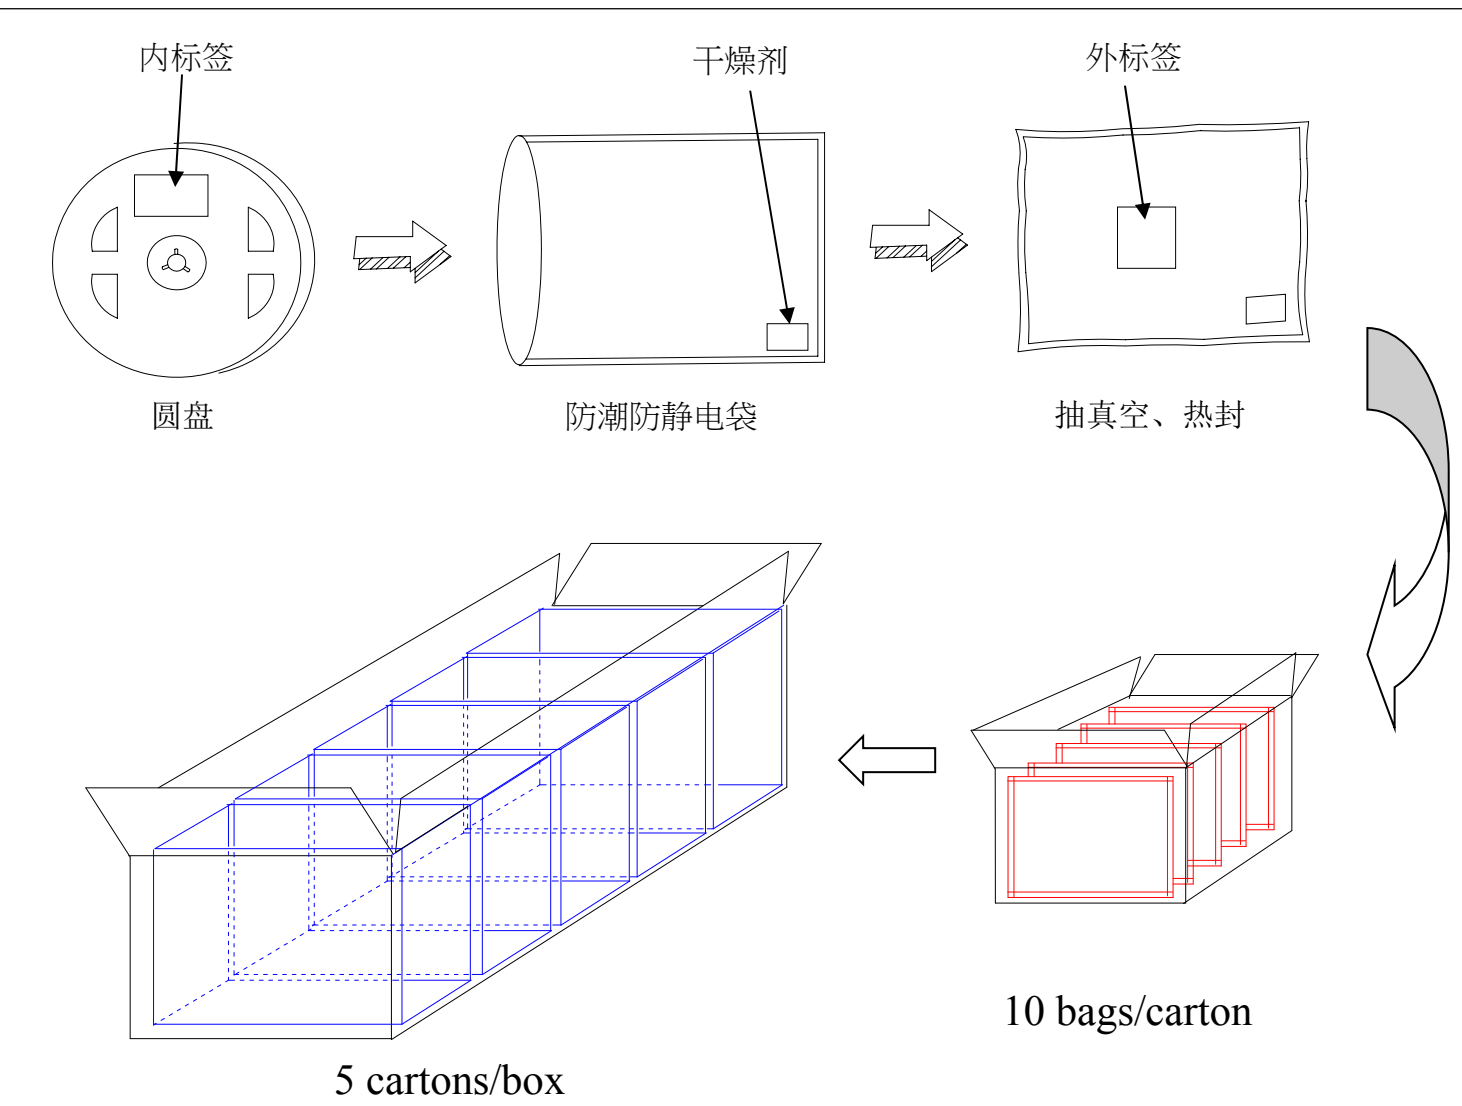 内标签
干燥剂
外标签
圆盘
防潮防静电袋
抽真空、热封
10 bags/carton
5 cartons/box